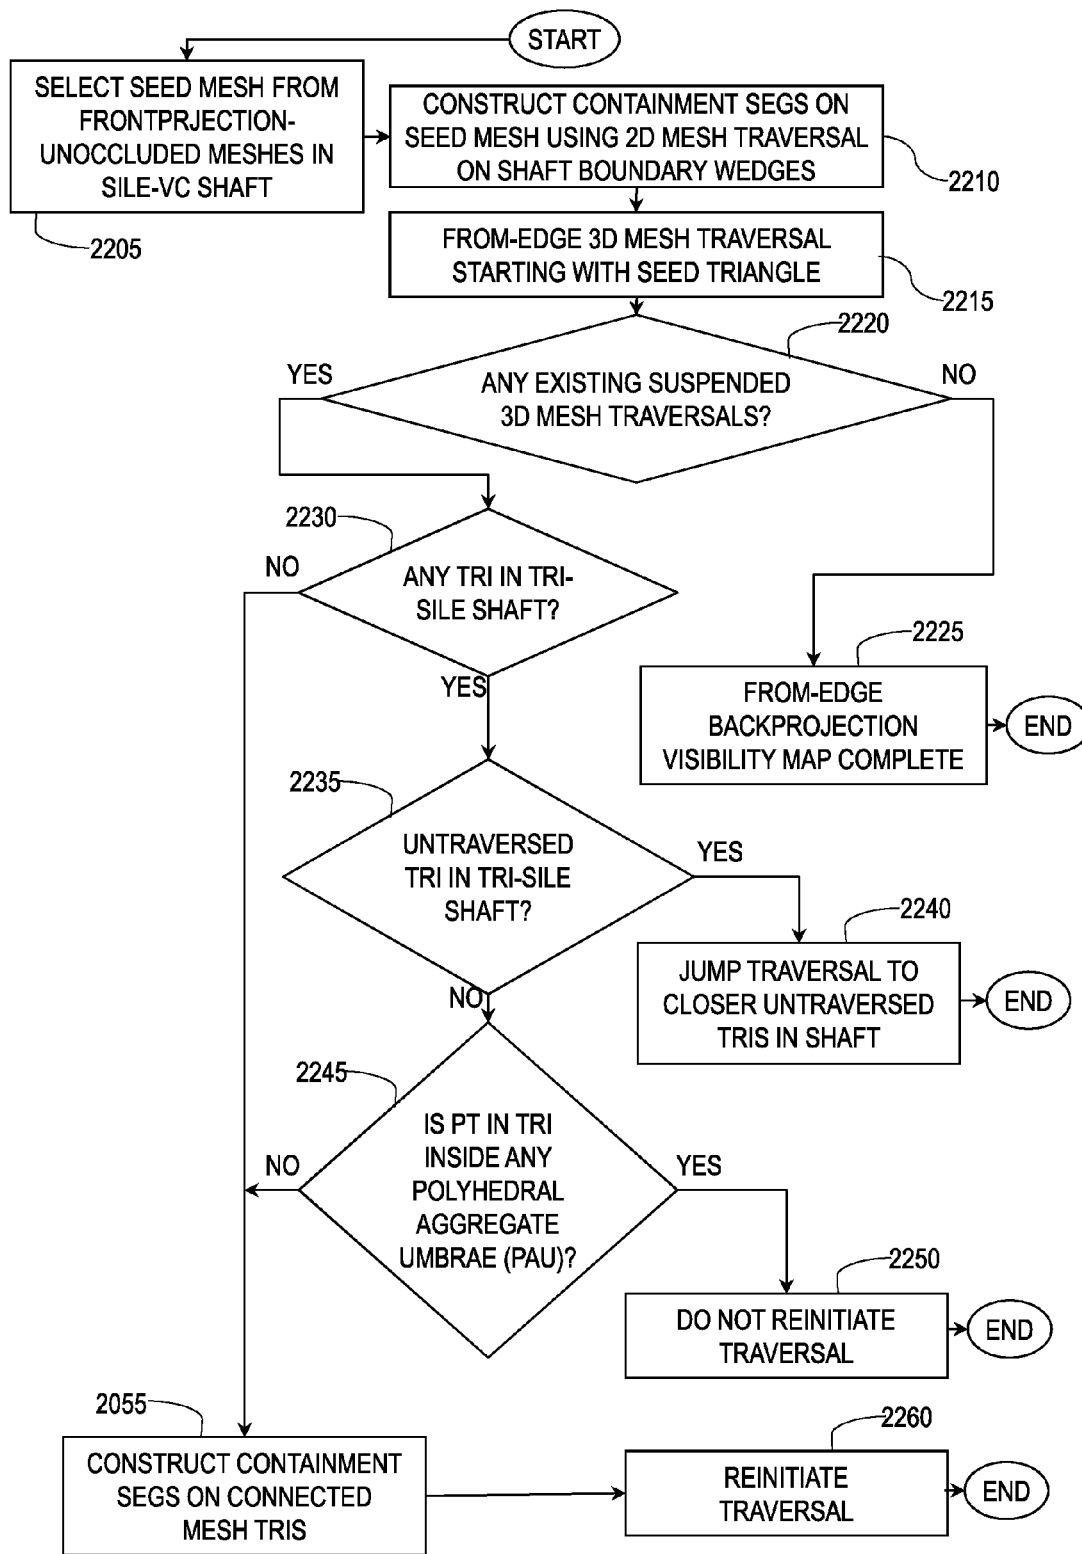 START
SELECT SEED MESH FROM
FRONTPRJECTION-
UNOCCLUDED MESHES IN
SILE-VC SHAFT
2205
CONSTRUCT CONTAINMENT SEGS ON
SEED MESH USING 2D MESH TRAVERSAL
ON SHAFT BOUNDARY WEDGES
2210
FROM-EDGE 3D MESH TRAVERSAL
STARTING WITH SEED TRIANGLE
2215
2220
YES
ANY EXISTING SUSPENDED
3D MESH TRAVERSALS?
NO
2230
NO
ANY TRI IN TRI-
SILE SHAFT?
YES
2225
FROM-EDGE
BACKPROJECTION
VISIBILITY MAP COMPLETE
END
2235
UNTRAVERSED
TRI IN TRI-SILE
SHAFT?
YES
NO
2240
JUMP TRAVERSAL TO
CLOSER UNTRAVERSED
TRIS IN SHAFT
END
2245
NO
IS PT IN TRI
INSIDE ANY
POLYHEDRAL
AGGREGATE
UMBRAE (PAU)?
YES
2250
DO NOT REINITIATE
TRAVERSAL
END
2055
CONSTRUCT CONTAINMENT
SEGS ON CONNECTED
MESH TRIS
2260
REINITIATE
TRAVERSAL
END